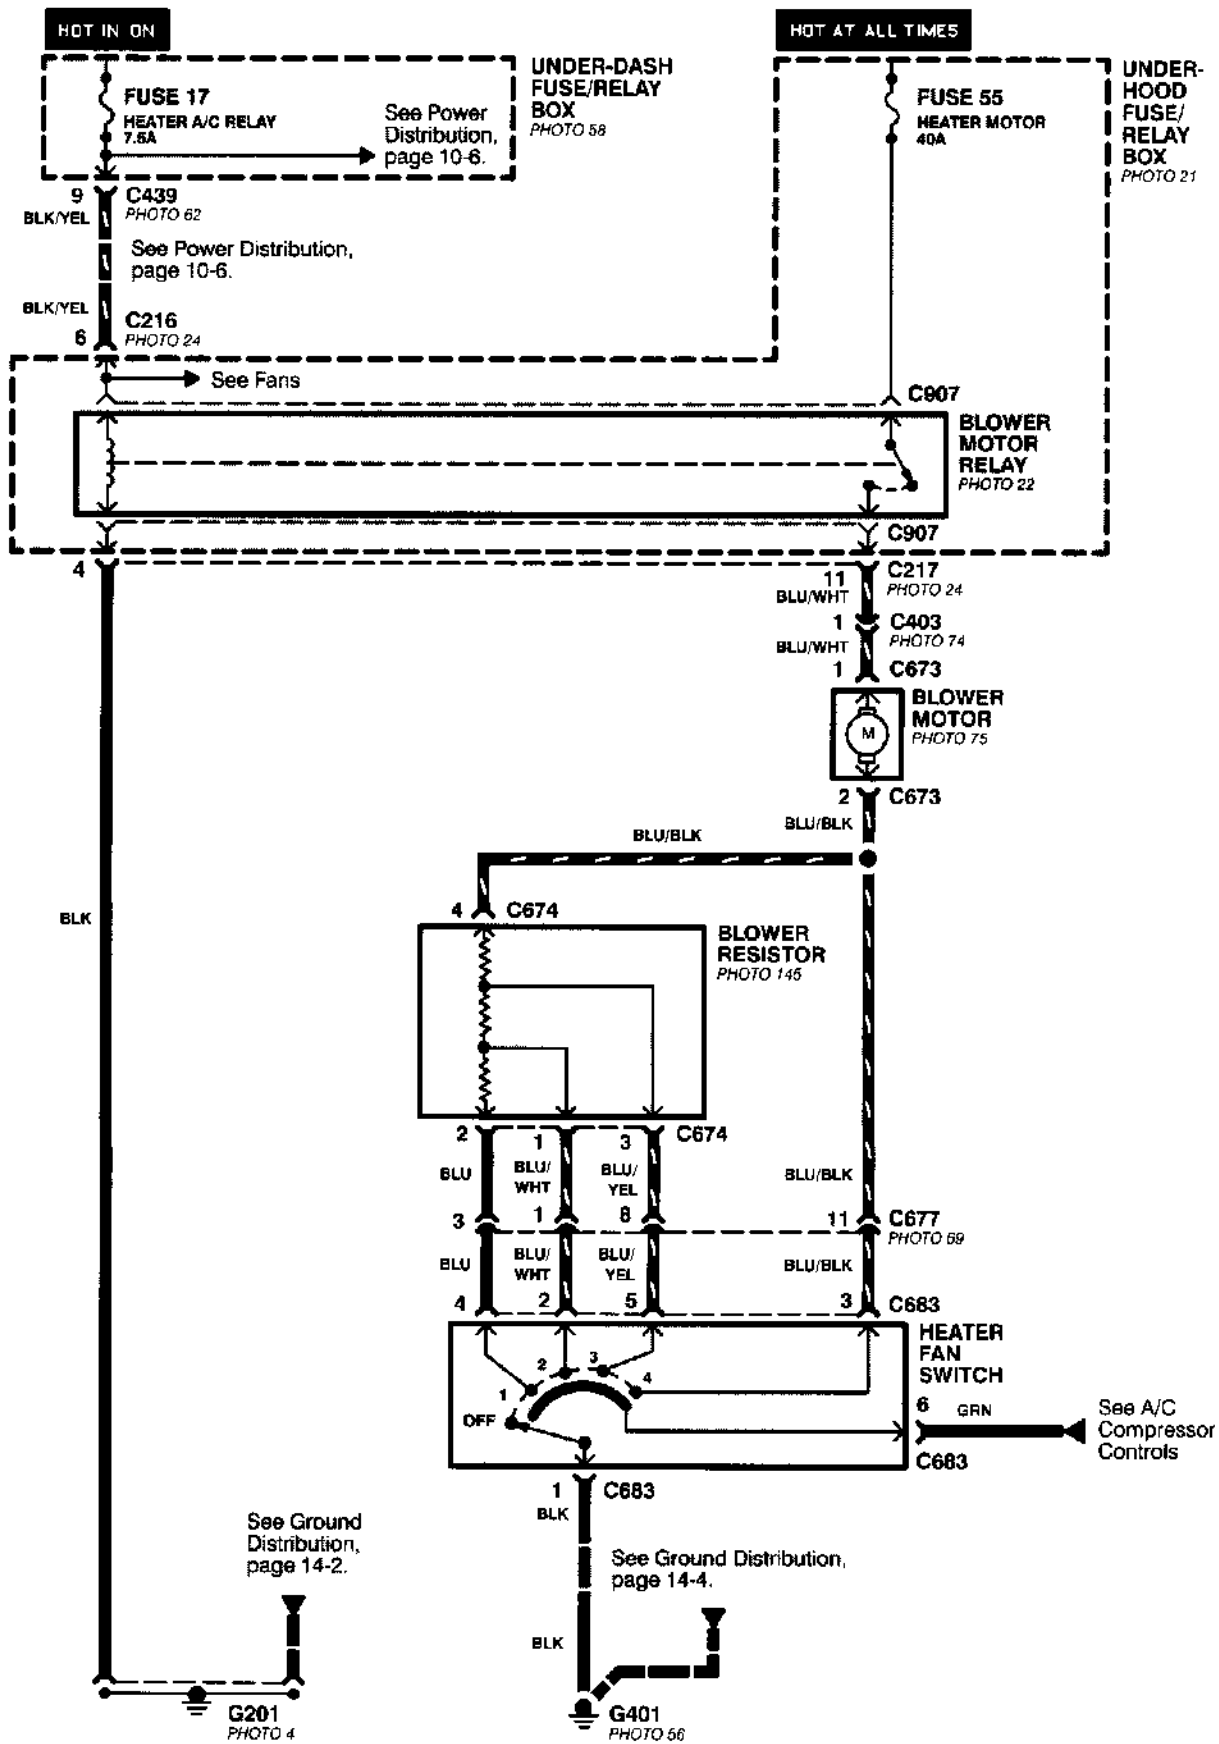 HOT IN ON
HOT AT ALL TIMES
FUSE 17
HEATER A/C RELAY
7.5A
See Power
Distribution,
page 10-6.
UNDER-DASH
FUSE/RELAY
BOX
PHOTO 58
FUSE 55
HEATER MOTOR
40A
UNDER-
HOOD
FUSE/
RELAY
BOX
PHOTO 21
9
C439
PHOTO 62
BLK/YEL
See Power Distribution,
page 10-6.
BLK/YEL
C216
6
PHOTO 24
See Fans
C907
BLOWER
MOTOR
RELAY
PHOTO 22
C907
4
11
C217
PHOTO 24
BLU/WHT
1
C403
PHOTO 74
BLU/WHT
1
C673
BLOWER
MOTOR
PHOTO 75
M
2
C673
BLU/BLK
BLU/BLK
BLK
4
C674
BLOWER
RESISTOR
PHOTO 145
2
1
3
C674
BLU
BLU/
WHT
BLU/
YEL
BLU/BLK
3
1
8
11
C677
PHOTO 69
BLU
BLU/
WHT
BLU/
YEL
BLU/BLK
4
2
5
3
C683
HEATER
FAN
SWITCH
OFF
1
2
3
4
6
GRN
C683
See A/C
Compressor
Controls
1
C683
BLK
See Ground
Distribution,
page 14-2.
See Ground Distribution,
page 14-4.
BLK
G201
PHOTO 4
G401
PHOTO 56